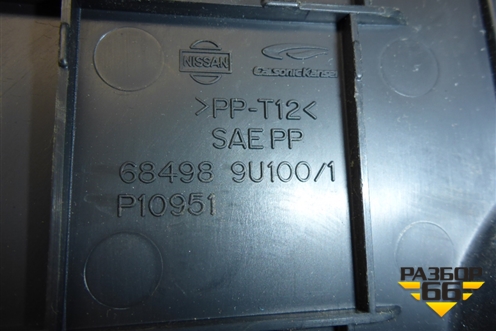 NISSAN
CalsonicKansei
>PP-T12<
SAE PP
68498 9U100/1
P10951
РАЗБОР
66